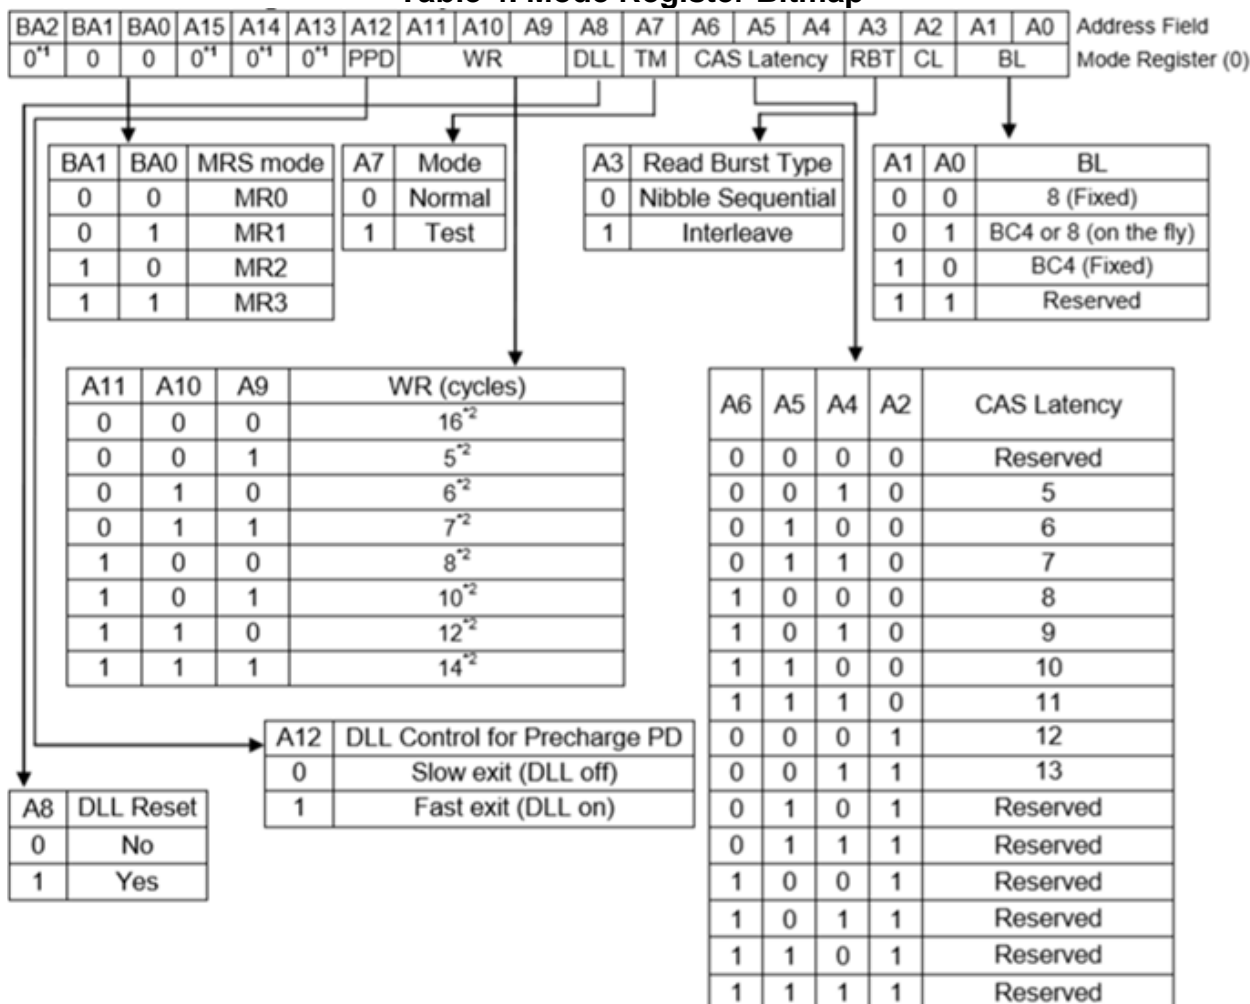 Table 4. Mode Register Bitmap
BA2 BA1 BA0 A15 A14 A13 A12 A11 A10 A9 A8 A7 A6 A5 A4 A3 A2 A1 A0 Address Field
0*1 0 0 0*1 0*1 0*1 PPD WR DLL TM CAS Latency RBT CL BL Mode Register (0)
BA1 BA0 MRS mode
0 0 MR0
0 1 MR1
1 0 MR2
1 1 MR3
A7 Mode
0 Normal
1 Test
A3 Read Burst Type
0 Nibble Sequential
1 Interleave
A1 A0 BL
0 0 8 (Fixed)
0 1 BC4 or 8 (on the fly)
1 0 BC4 (Fixed)
1 1 Reserved
A11 A10 A9 WR (cycles)
0 0 0 16*2
0 0 1 5*2
0 1 0 6*2
0 1 1 7*2
1 0 0 8*2
1 0 1 10*2
1 1 0 12*2
1 1 1 14*2
A6 A5 A4 A2 CAS Latency
0 0 0 0 Reserved
0 0 1 0 5
0 1 0 0 6
0 1 1 0 7
1 0 0 0 8
1 0 1 0 9
1 1 0 0 10
1 1 1 0 11
0 0 0 1 12
0 0 1 1 13
0 1 0 1 Reserved
0 1 1 1 Reserved
1 0 0 1 Reserved
1 0 1 1 Reserved
1 1 0 1 Reserved
1 1 1 1 Reserved
A12 DLL Control for Precharge PD
0 Slow exit (DLL off)
1 Fast exit (DLL on)
A8 DLL Reset
0 No
1 Yes